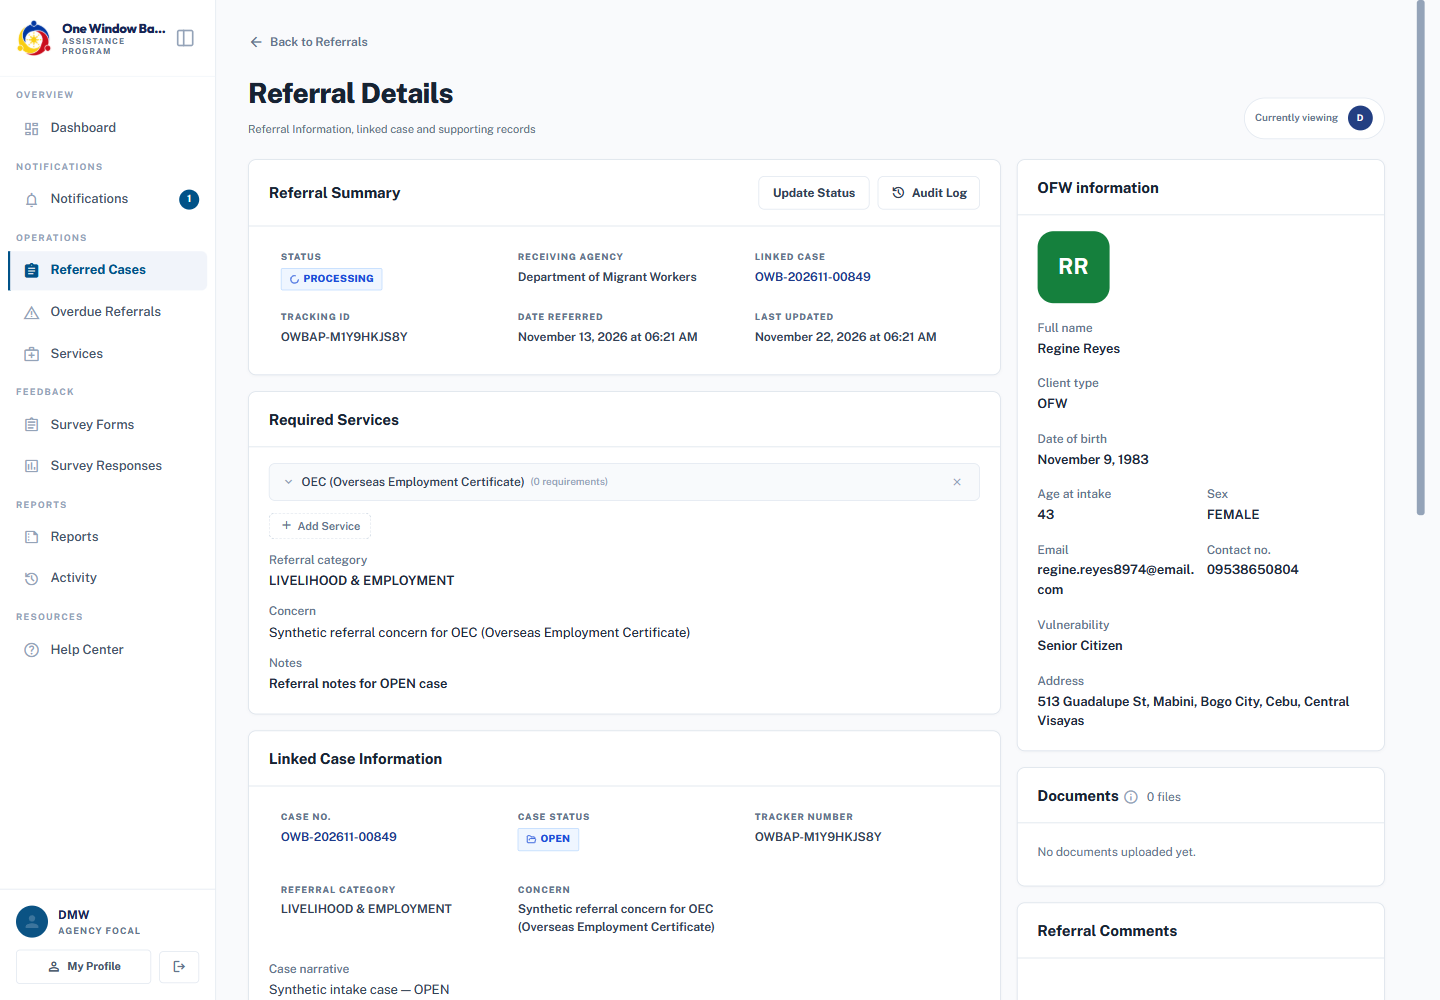 One Window Ba...
ASSISTANCE
PROGRAM
OVERVIEW
Dashboard
NOTIFICATIONS
Notifications
1
OPERATIONS
Referred Cases
Overdue Referrals
Services
FEEDBACK
Survey Forms
Survey Responses
REPORTS
Reports
Activity
RESOURCES
Help Center
DMW
AGENCY FOCAL
My Profile
Back to Referrals
Referral Details
Referral Information, linked case and supporting records
Currently viewing
D
Referral Summary
Update Status
Audit Log
STATUS
PROCESSING
RECEIVING AGENCY
Department of Migrant Workers
LINKED CASE
OWB-202611-00849
TRACKING ID
OWBAP-M1Y9HKJS8Y
DATE REFERRED
November 13, 2026 at 06:21 AM
LAST UPDATED
November 22, 2026 at 06:21 AM
Required Services
OEC (Overseas Employment Certificate) (0 requirements)
Add Service
Referral category
LIVELIHOOD & EMPLOYMENT
Concern
Synthetic referral concern for OEC (Overseas Employment Certificate)
Notes
Referral notes for OPEN case
Linked Case Information
CASE NO.
OWB-202611-00849
CASE STATUS
OPEN
TRACKER NUMBER
OWBAP-M1Y9HKJS8Y
REFERRAL CATEGORY
LIVELIHOOD & EMPLOYMENT
CONCERN
Synthetic referral concern for OEC
(Overseas Employment Certificate)
Case narrative
Synthetic intake case — OPEN
OFW information
RR
Full name
Regine Reyes
Client type
OFW
Date of birth
November 9, 1983
Age at intake
43
Sex
FEMALE
Email
regine.reyes8974@email.
com
Contact no.
09538650804
Vulnerability
Senior Citizen
Address
513 Guadalupe St, Mabini, Bogo City, Cebu, Central
Visayas
Documents
0 files
No documents uploaded yet.
Referral Comments